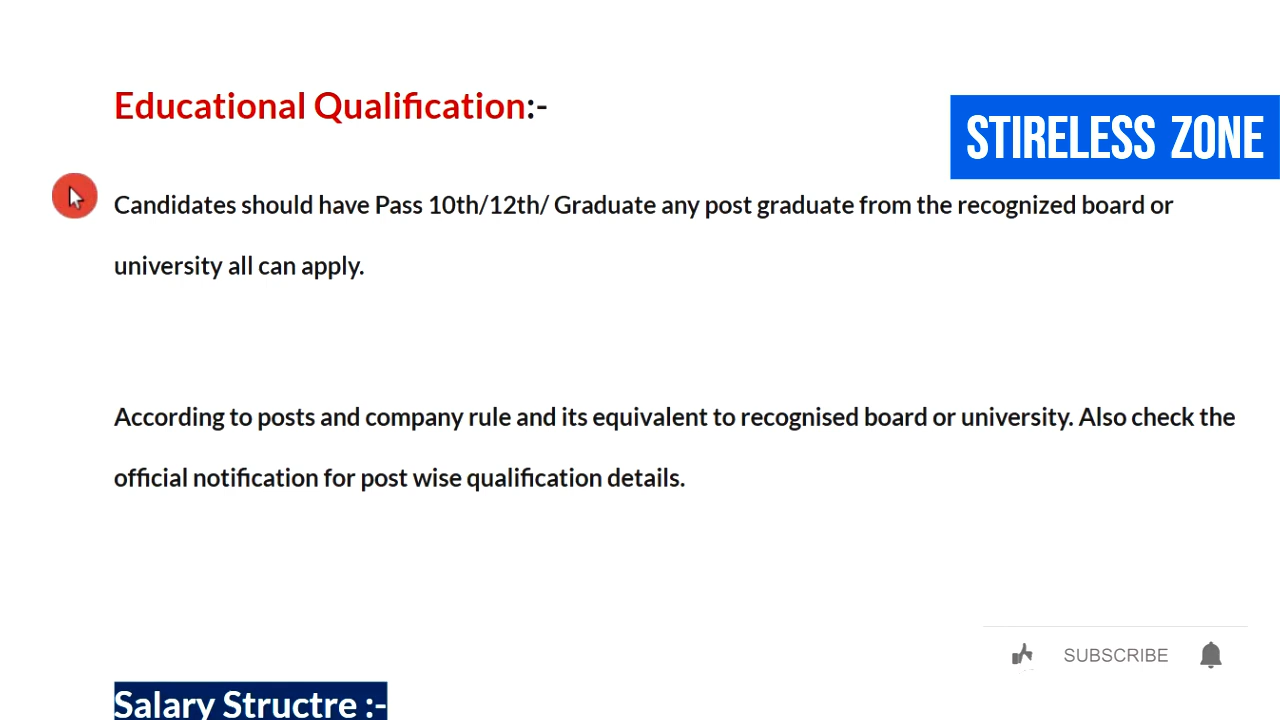 Educational Qualification:-
STIRELESS ZONE
Candidates should have Pass 10th/12th/ Graduate any post graduate from the recognized board or
university all can apply.
According to posts and company rule and its equivalent to recognised board or university. Also check the
official notification for post wise qualification details.
SUBSCRIBE
Salary Structre :-